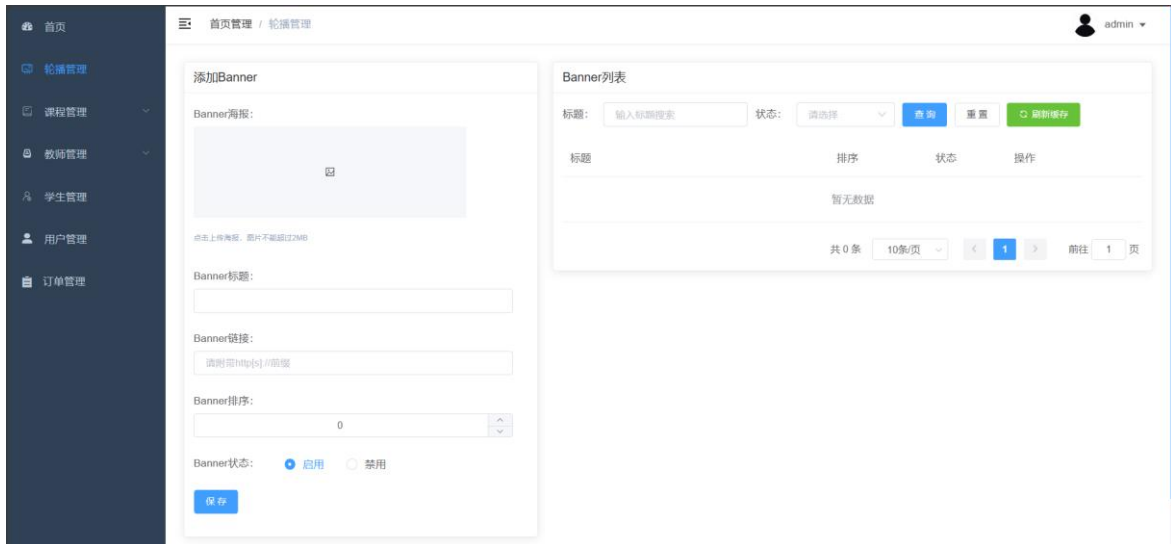 首页
轮播管理
课程管理
教师管理
学生管理
用户管理
订单管理
首页管理 / 轮播管理
admin
添加Banner
Banner海报:
点击上传海报，图片不能超过2MB
Banner标题:
Banner链接:
请附带http[s]://前缀
Banner排序:
0
Banner状态: 启用 禁用
保存
Banner列表
标题: 输入标题搜索 状态: 请选择 查询 重置 刷新缓存
标题 排序 状态 操作
暂无数据
共 0 条 10条/页 1 前往 1 页